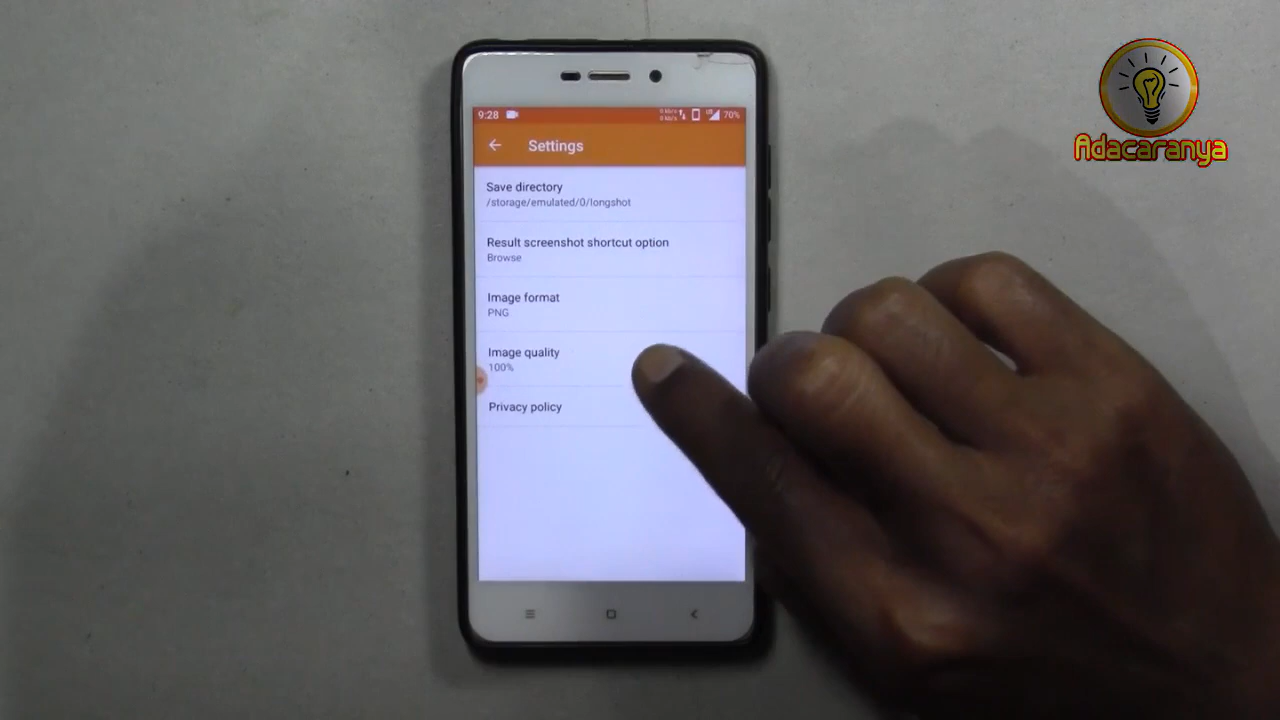 Adacaranya
9:28
70%
Settings
Save directory
/storage/emulated/0/longshot
Result screenshot shortcut option
Browse
Image format
PNG
Image quality
100%
Privacy policy